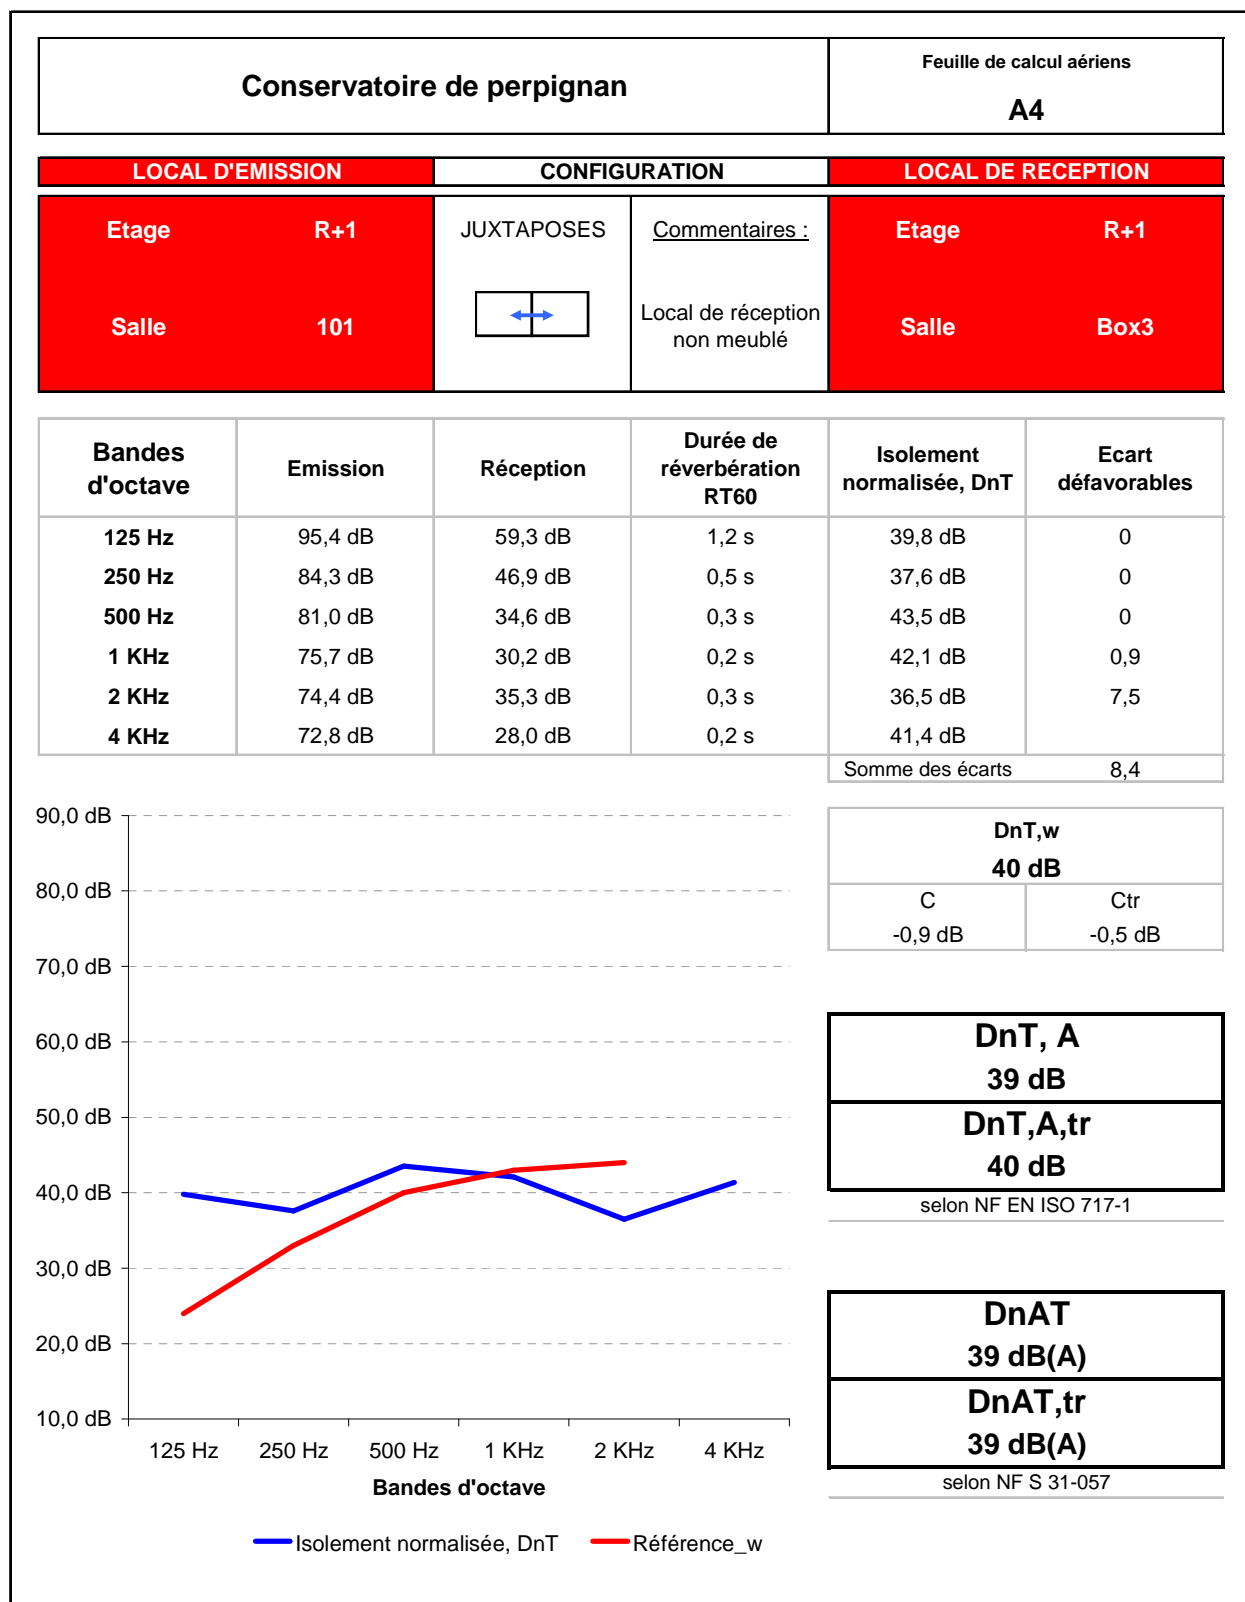 Conservatoire de perpignan
Feuille de calcul aériens
A4
LOCAL D'EMISSION CONFIGURATION LOCAL DE RECEPTION
Etage R+1 JUXTAPOSES Commentaires : Etage R+1
Salle 101 Local de réception non meublé Salle Box3
Bandes d'octave Emission Réception Durée de réverbération RT60 Isolement normalisée, DnT Ecart défavorables
125 Hz 95,4 dB 59,3 dB 1,2 s 39,8 dB 0
250 Hz 84,3 dB 46,9 dB 0,5 s 37,6 dB 0
500 Hz 81,0 dB 34,6 dB 0,3 s 43,5 dB 0
1 KHz 75,7 dB 30,2 dB 0,2 s 42,1 dB 0,9
2 KHz 74,4 dB 35,3 dB 0,3 s 36,5 dB 7,5
4 KHz 72,8 dB 28,0 dB 0,2 s 41,4 dB
Somme des écarts 8,4
90,0 dB
80,0 dB
70,0 dB
60,0 dB
50,0 dB
40,0 dB
30,0 dB
20,0 dB
10,0 dB
125 Hz 250 Hz 500 Hz 1 KHz 2 KHz 4 KHz
Bandes d'octave
Isolement normalisée, DnT Référence_w
DnT,w
40 dB
C Ctr
-0,9 dB -0,5 dB
DnT, A
39 dB
DnT,A,tr
40 dB
selon NF EN ISO 717-1
DnAT
39 dB(A)
DnAT,tr
39 dB(A)
selon NF S 31-057